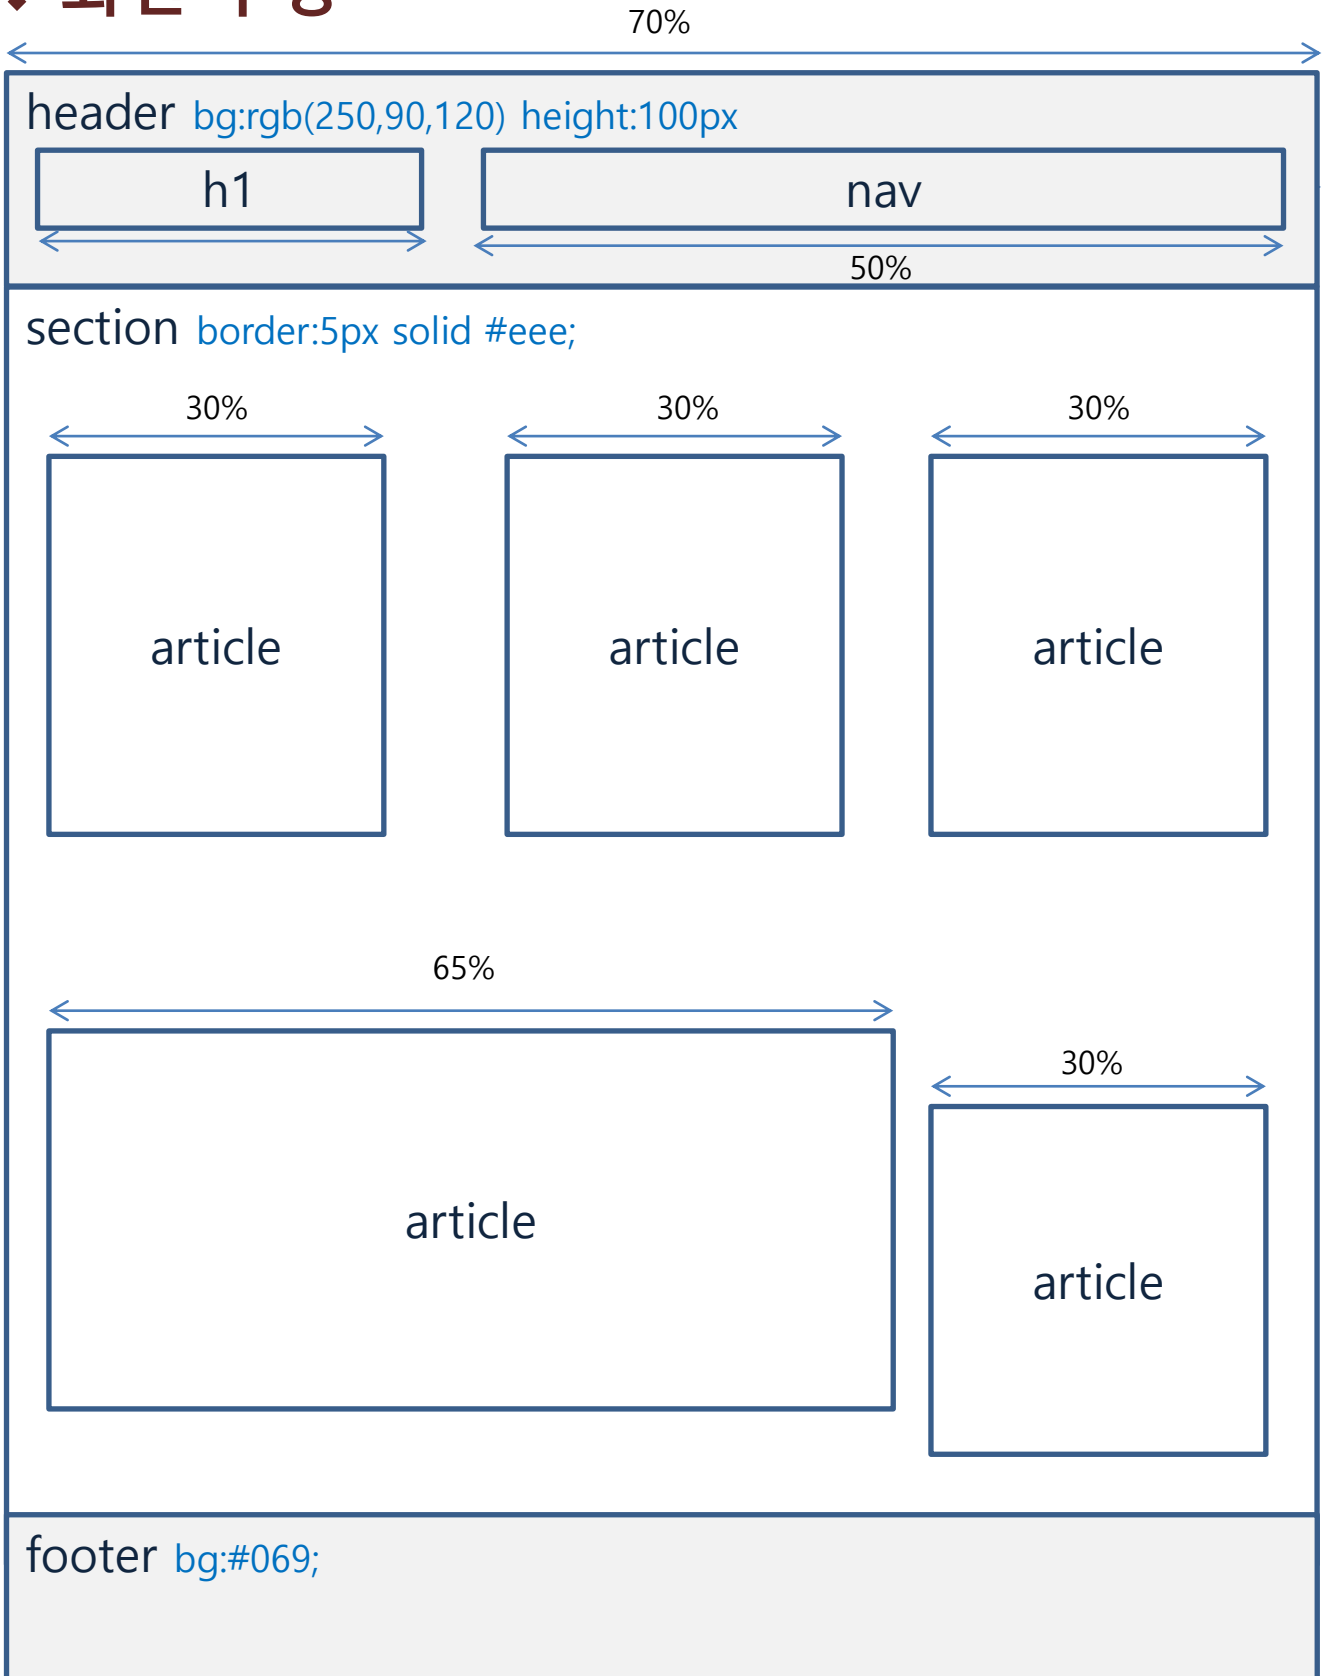 70%
header bg:rgb(250,90,120) height:100px
h1 nav
50%
section border:5px solid #eee;
30% 30% 30%
article article article
65%
30%
article
article
footer bg:#069;